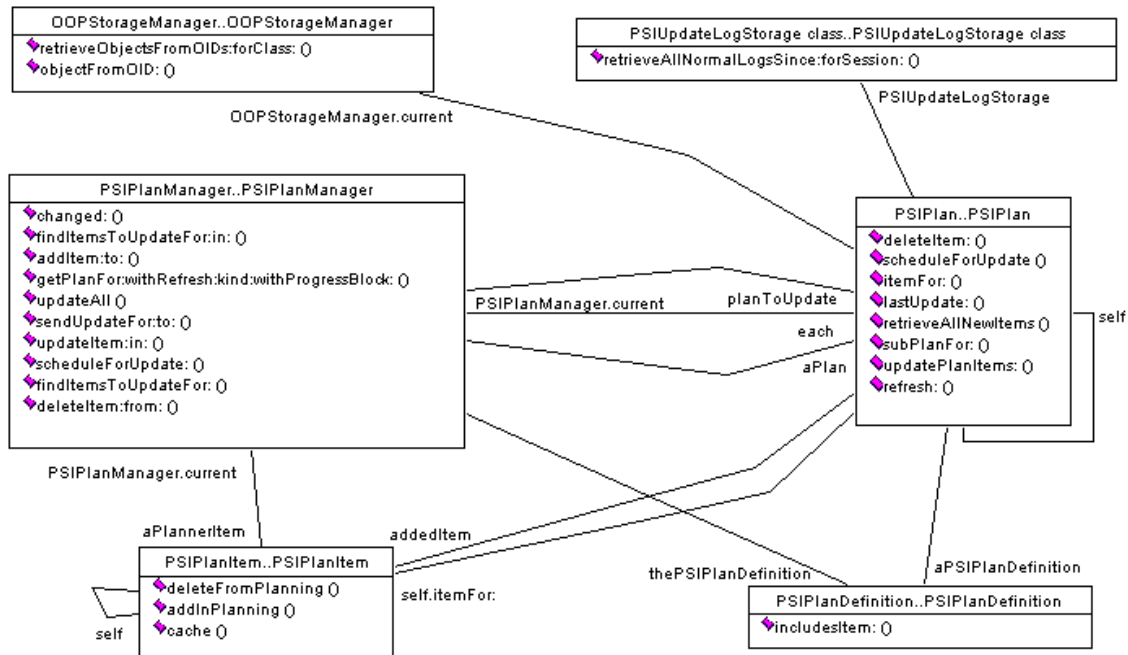 OOPStorageManager..OOPStorageManager
retrieveObjectsFromOIDs:forClass: ()
objectFromOID: ()
PSIUpdateLogStorage class..PSIUpdateLogStorage class
retrieveAllNormalLogsSince:forSession: ()
OOPStorageManager.current
PSIUpdateLogStorage
PSIPlanManager..PSIPlanManager
changed: ()
findItemsToUpdateFor:in: ()
addItem:to: ()
getPlanFor:withRefresh:kind:withProgressBlock: ()
updateAll ()
sendUpdateFor:to: ()
updateItem:in: ()
scheduleForUpdate: ()
findItemsToUpdateFor: ()
deleteItem:from: ()
PSIPlan..PSIPlan
deleteItem: ()
scheduleForUpdate ()
itemFor: ()
lastUpdate: ()
retrieveAllNewItems ()
subPlanFor: ()
updatePlanItems: ()
refresh: ()
PSIPlanManager.current
planToUpdate
each
aPlan
self
PSIPlanManager.current
aPlannerItem
addedItem
self.itemFor:
thePSIPlanDefinition
aPSIPlanDefinition
PSIPlanItem..PSIPlanItem
deleteFromPlanning ()
addInPlanning ()
cache ()
self
PSIPlanDefinition..PSIPlanDefinition
includesItem: ()